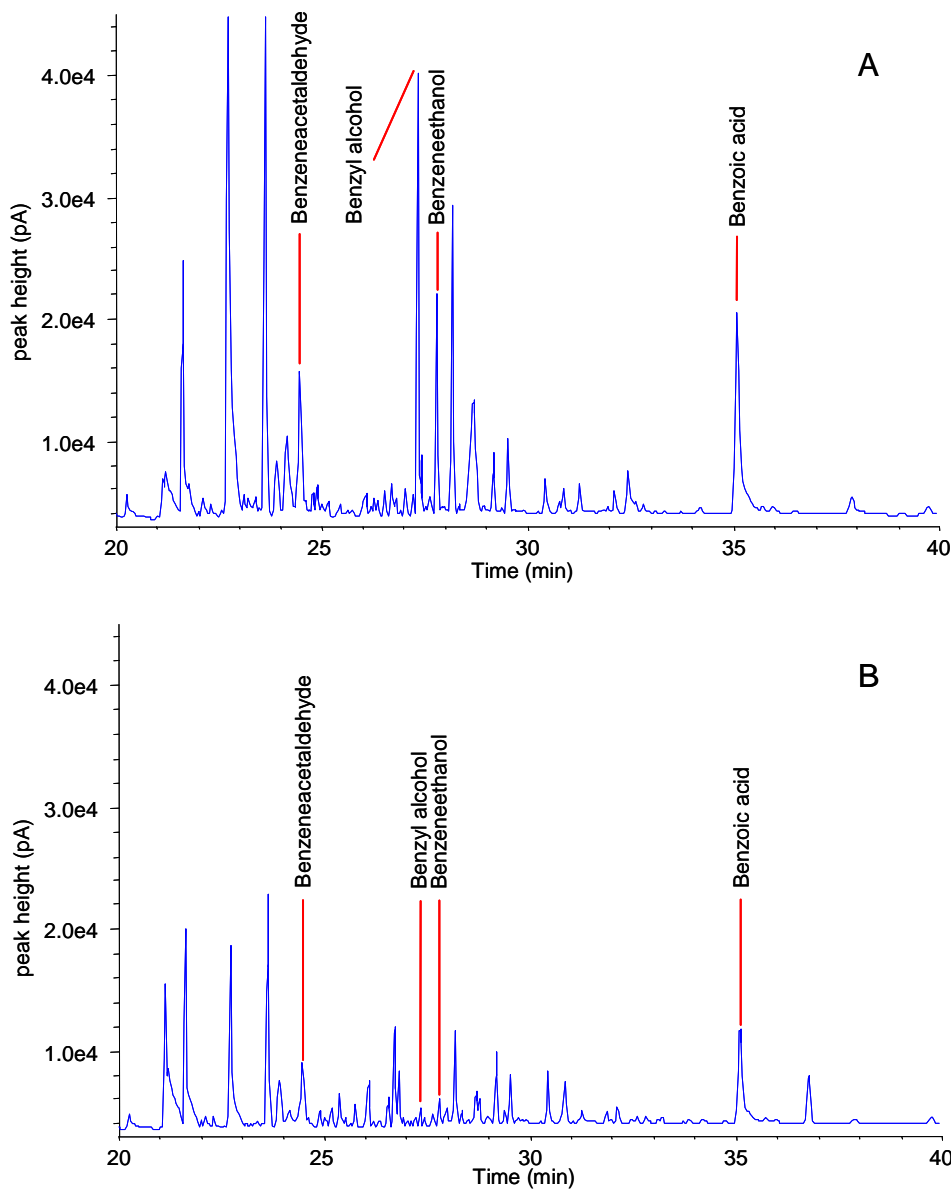 A
Benzeneacetaldehyde
Benzyl alcohol
Benzeneethanol
Benzoic acid
peak height (pA)
4.0e4
3.0e4
2.0e4
1.0e4
20
25
30
35
40
Time (min)
B
Benzeneacetaldehyde
Benzyl alcohol
Benzeneethanol
Benzoic acid
peak height (pA)
4.0e4
3.0e4
2.0e4
1.0e4
20
25
30
35
40
Time (min)